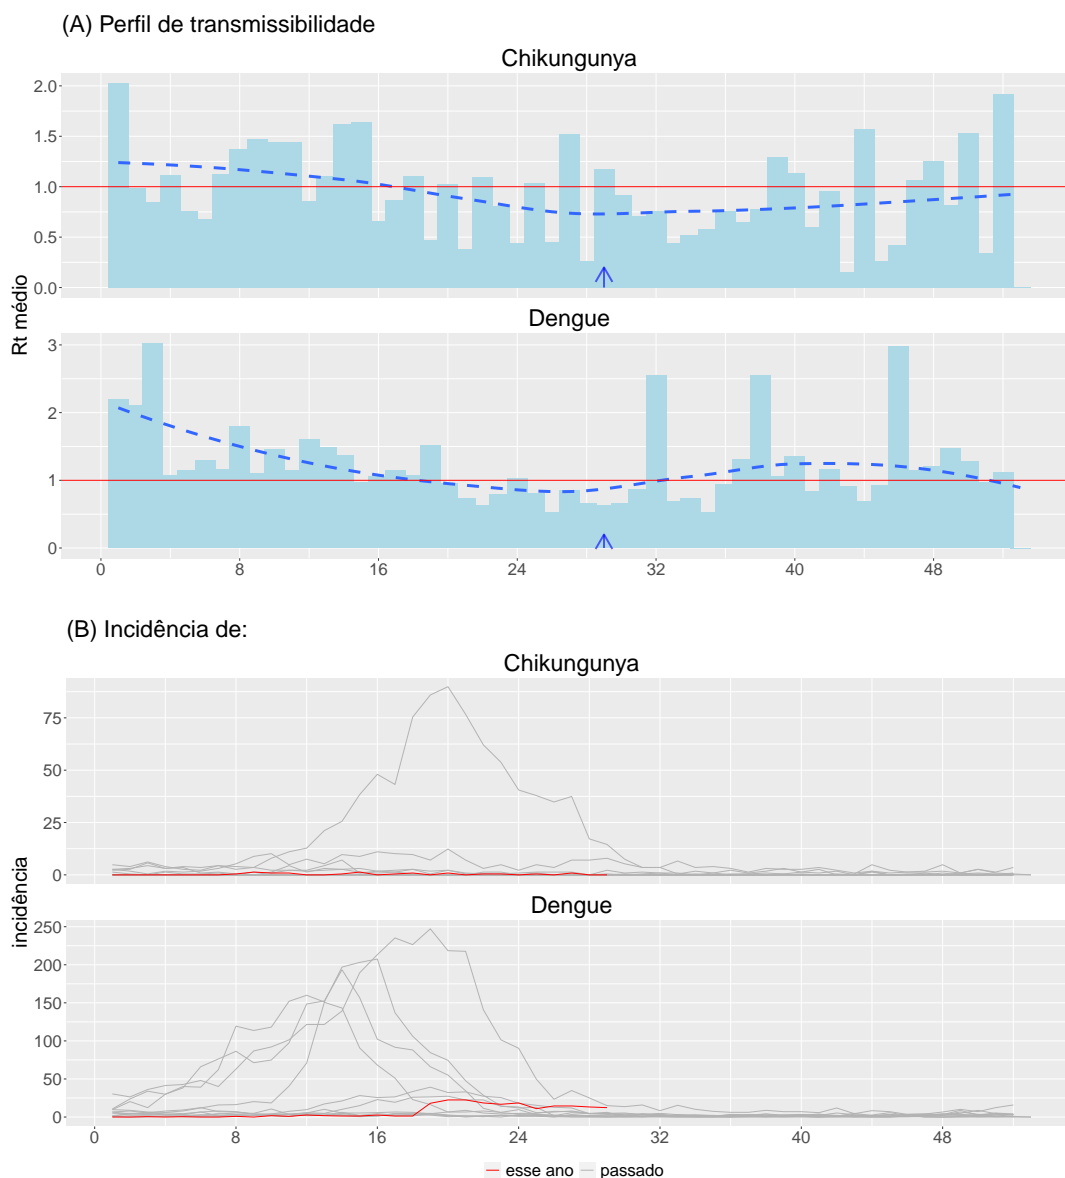 (A) Perfil de transmissibilidade
Chikungunya
2.0
1.5
1.0
0.5
0.0
Rt médio
Dengue
3
2
1
0
0 8 16 24 32 40 48
(B) Incidência de:
Chikungunya
75
50
25
0
incidência
Dengue
250
200
150
100
50
0
0 8 16 24 32 40 48
esse ano passado